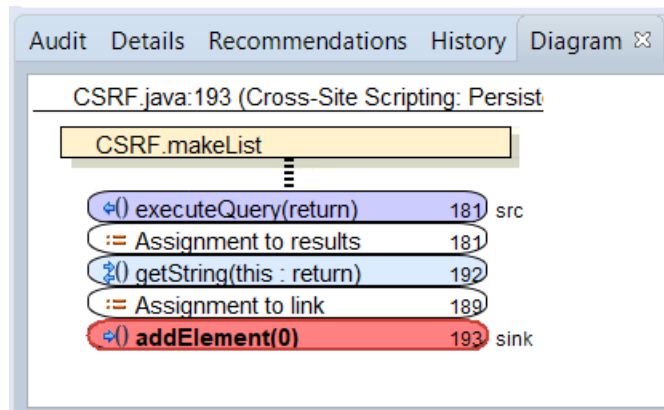 Audit Details Recommendations History Diagram
CSRF.java:193 (Cross-Site Scripting: Persist
CSRF.makeList
executeQuery(return) 181 src
:= Assignment to results 181
getString(this : return) 192
:= Assignment to link 189
addElement(0) 193 sink